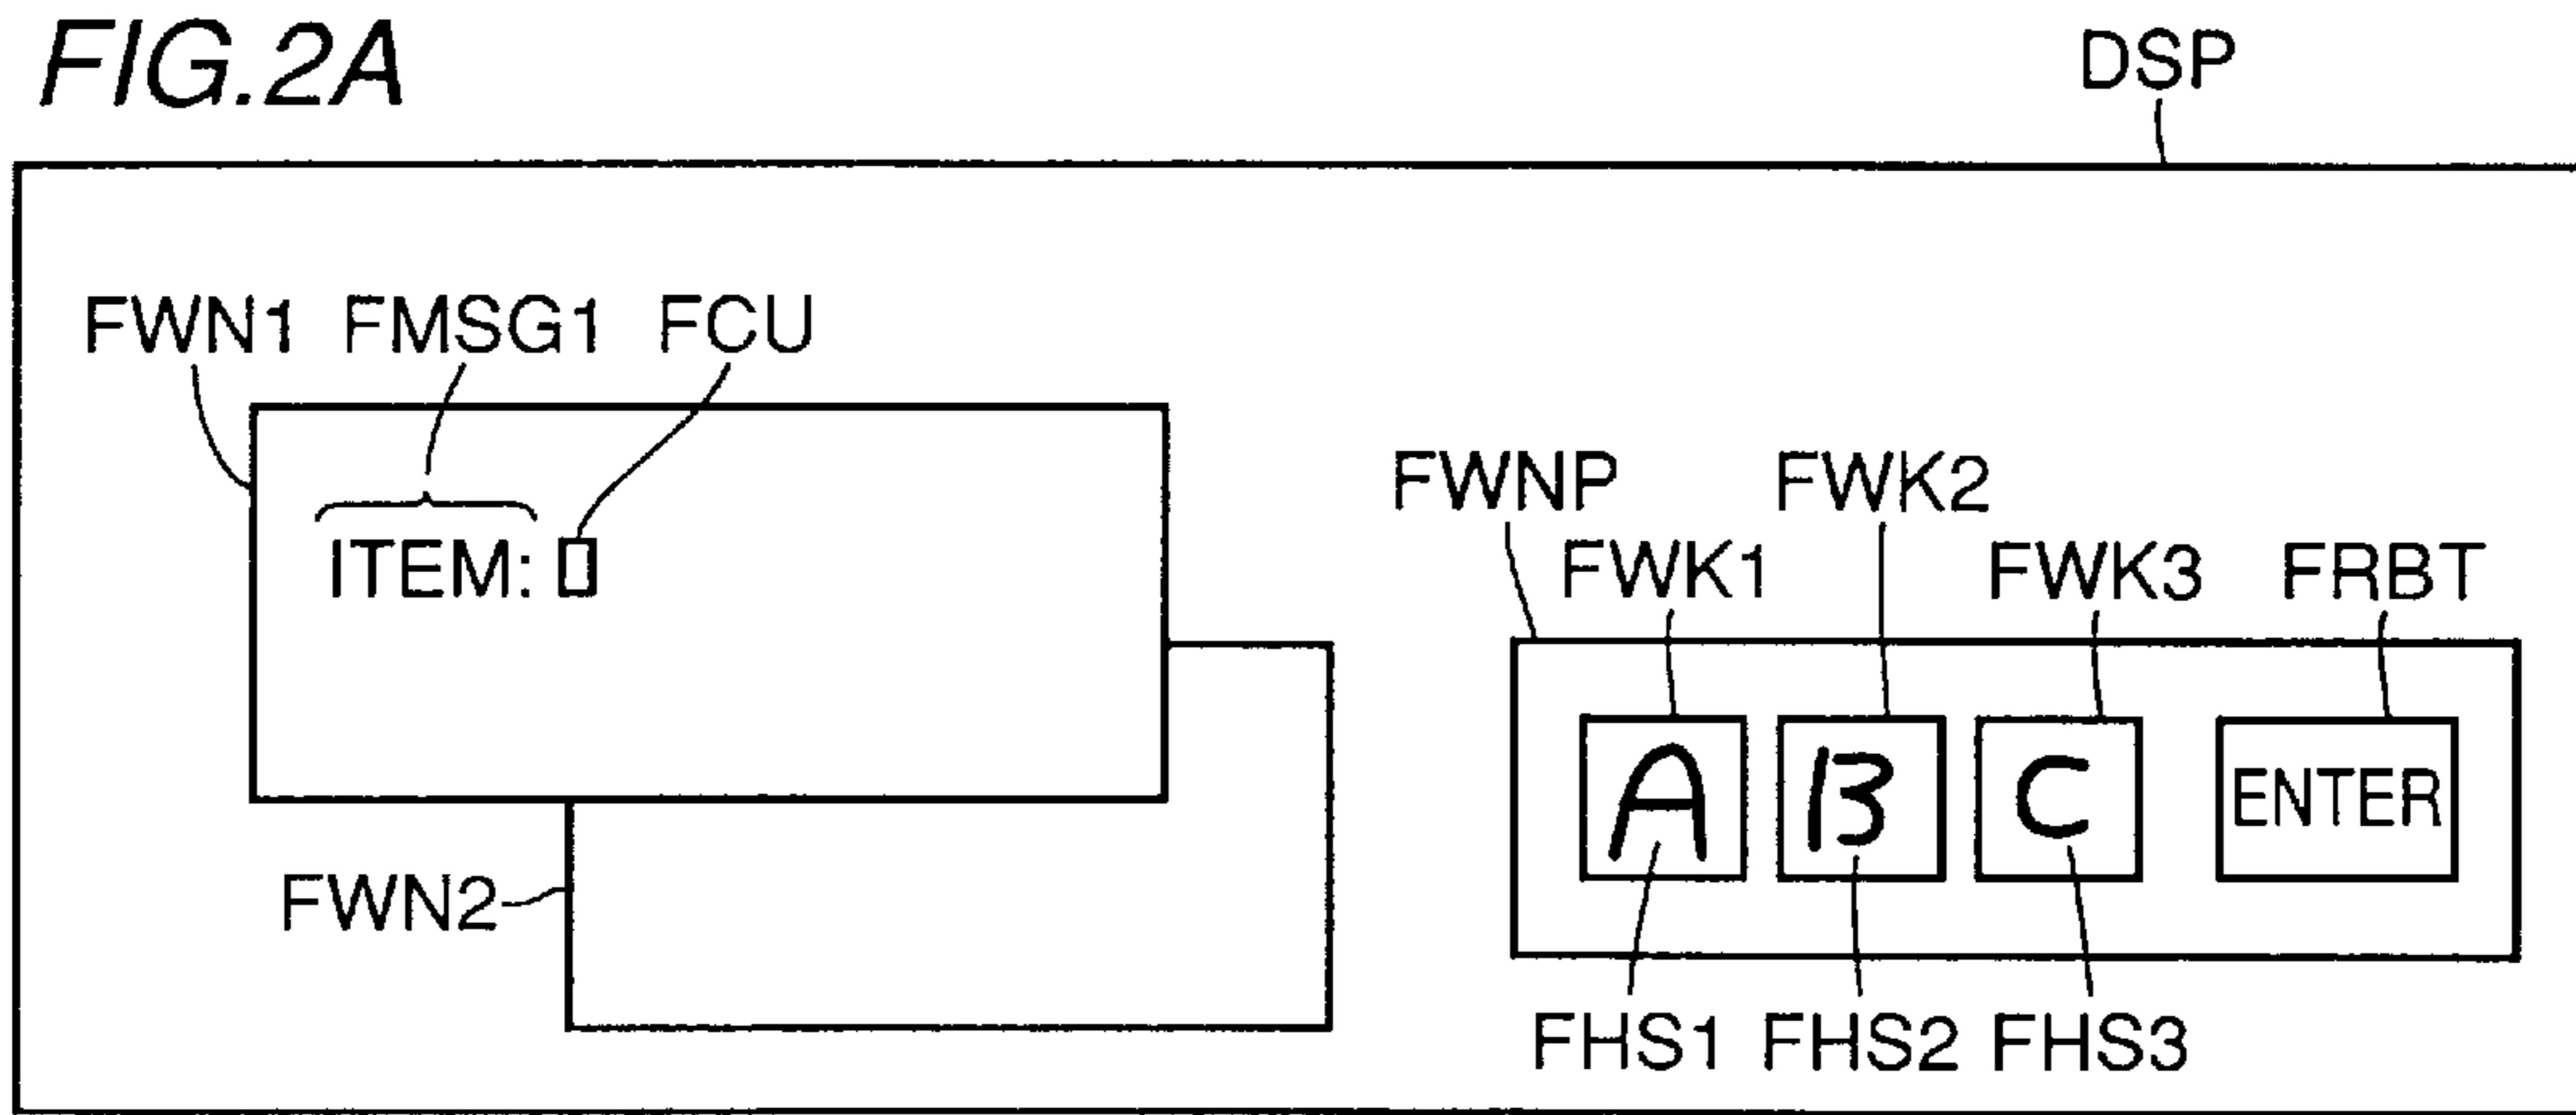 FIG.2A
DSP
FWN1 FMSG1 FCU
FWNP FWK2
FWK1 FWK3 FRBT
ITEM:
A B C ENTER
FWN2
FHS1 FHS2 FHS3